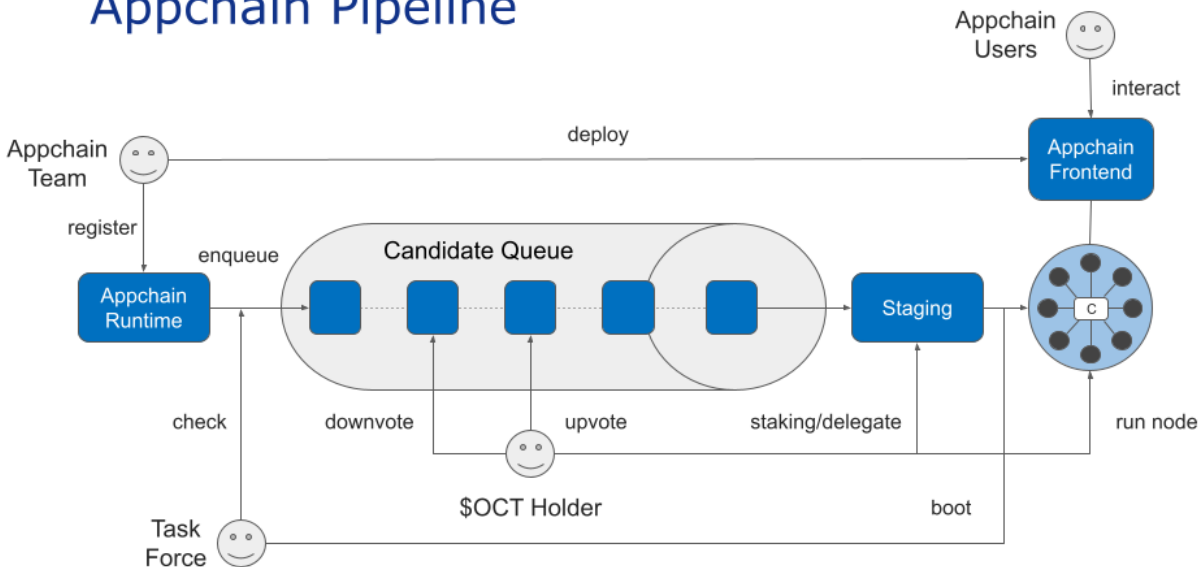 Appchain Pipeline
Appchain
Users
interact
deploy
Appchain
Team
Appchain
Frontend
register
enqueue
Candidate Queue
Appchain
Runtime
Staging
C
check
downvote
upvote
staking/delegate
run node
$OCT Holder
boot
Task
Force